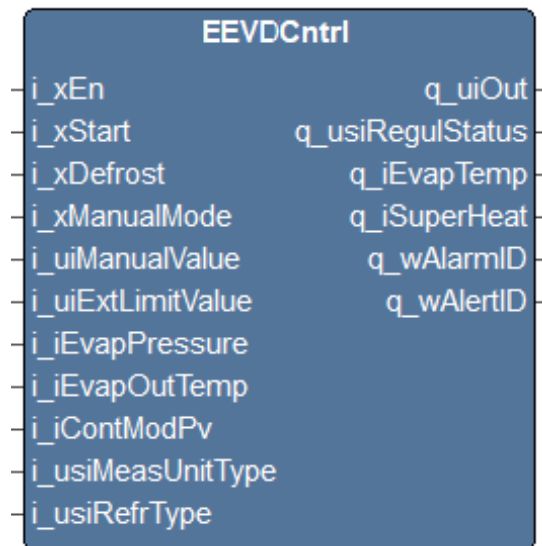 EEVDCntrl
i_xEn q_uiOut
i_xStart q_usiRegulStatus
i_xDefrost q_iEvapTemp
i_xManualMode q_iSuperHeat
i_uiManualValue q_wAlarmID
i_uiExtLimitValue q_wAlertID
i_iEvapPressure
i_iEvapOutTemp
i_iContModPv
i_usiMeasUnitType
i_usiRefrType